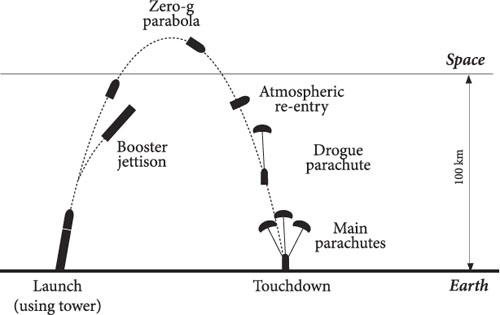 Zero-g
parabola
Space
Atmospheric
re-entry
Booster
jettison
Drogue
parachute
100 km
Main
parachutes
Launch
(using tower)
Touchdown
Earth